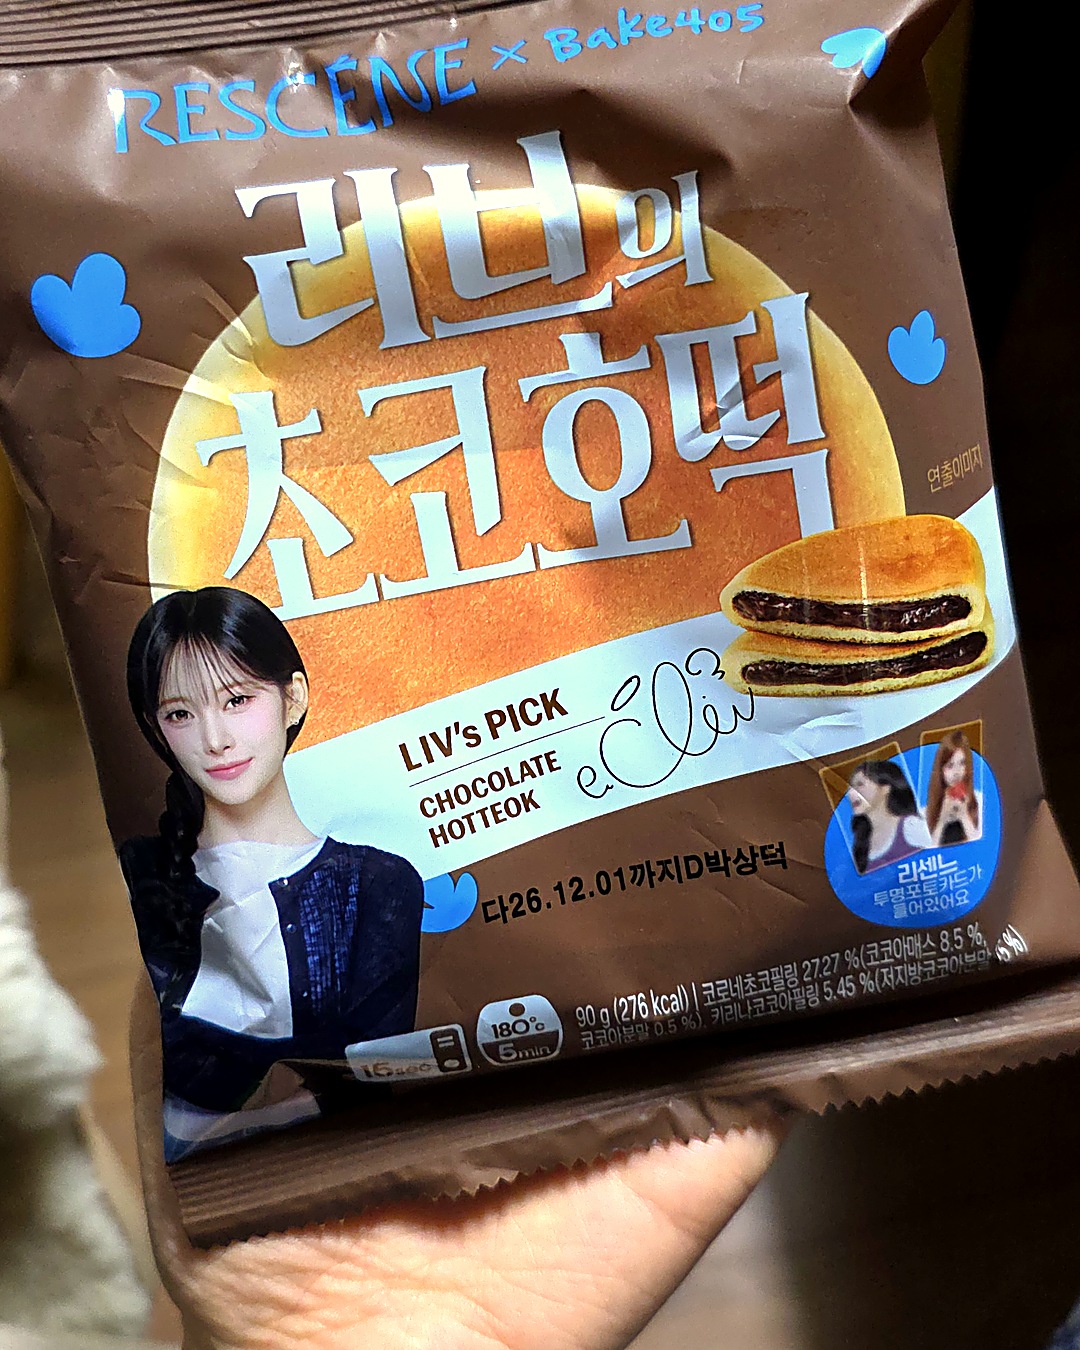 RESCÉNE × Bake405
리브의
초코호떡
연출이미지
LIV's PICK
CHOCOLATE
HOTTEOK
Liv
다26.12.01까지D박상덕
리센느
투명포토카드가
들어있어요
15sec
180℃
5min
90 g (276 kcal) | 코로네초코필링 27.27 %(코코아매스 8.5 %,
코코아분말 0.5 %), 키리나코코아필링 5.45 %(저지방코코아분말